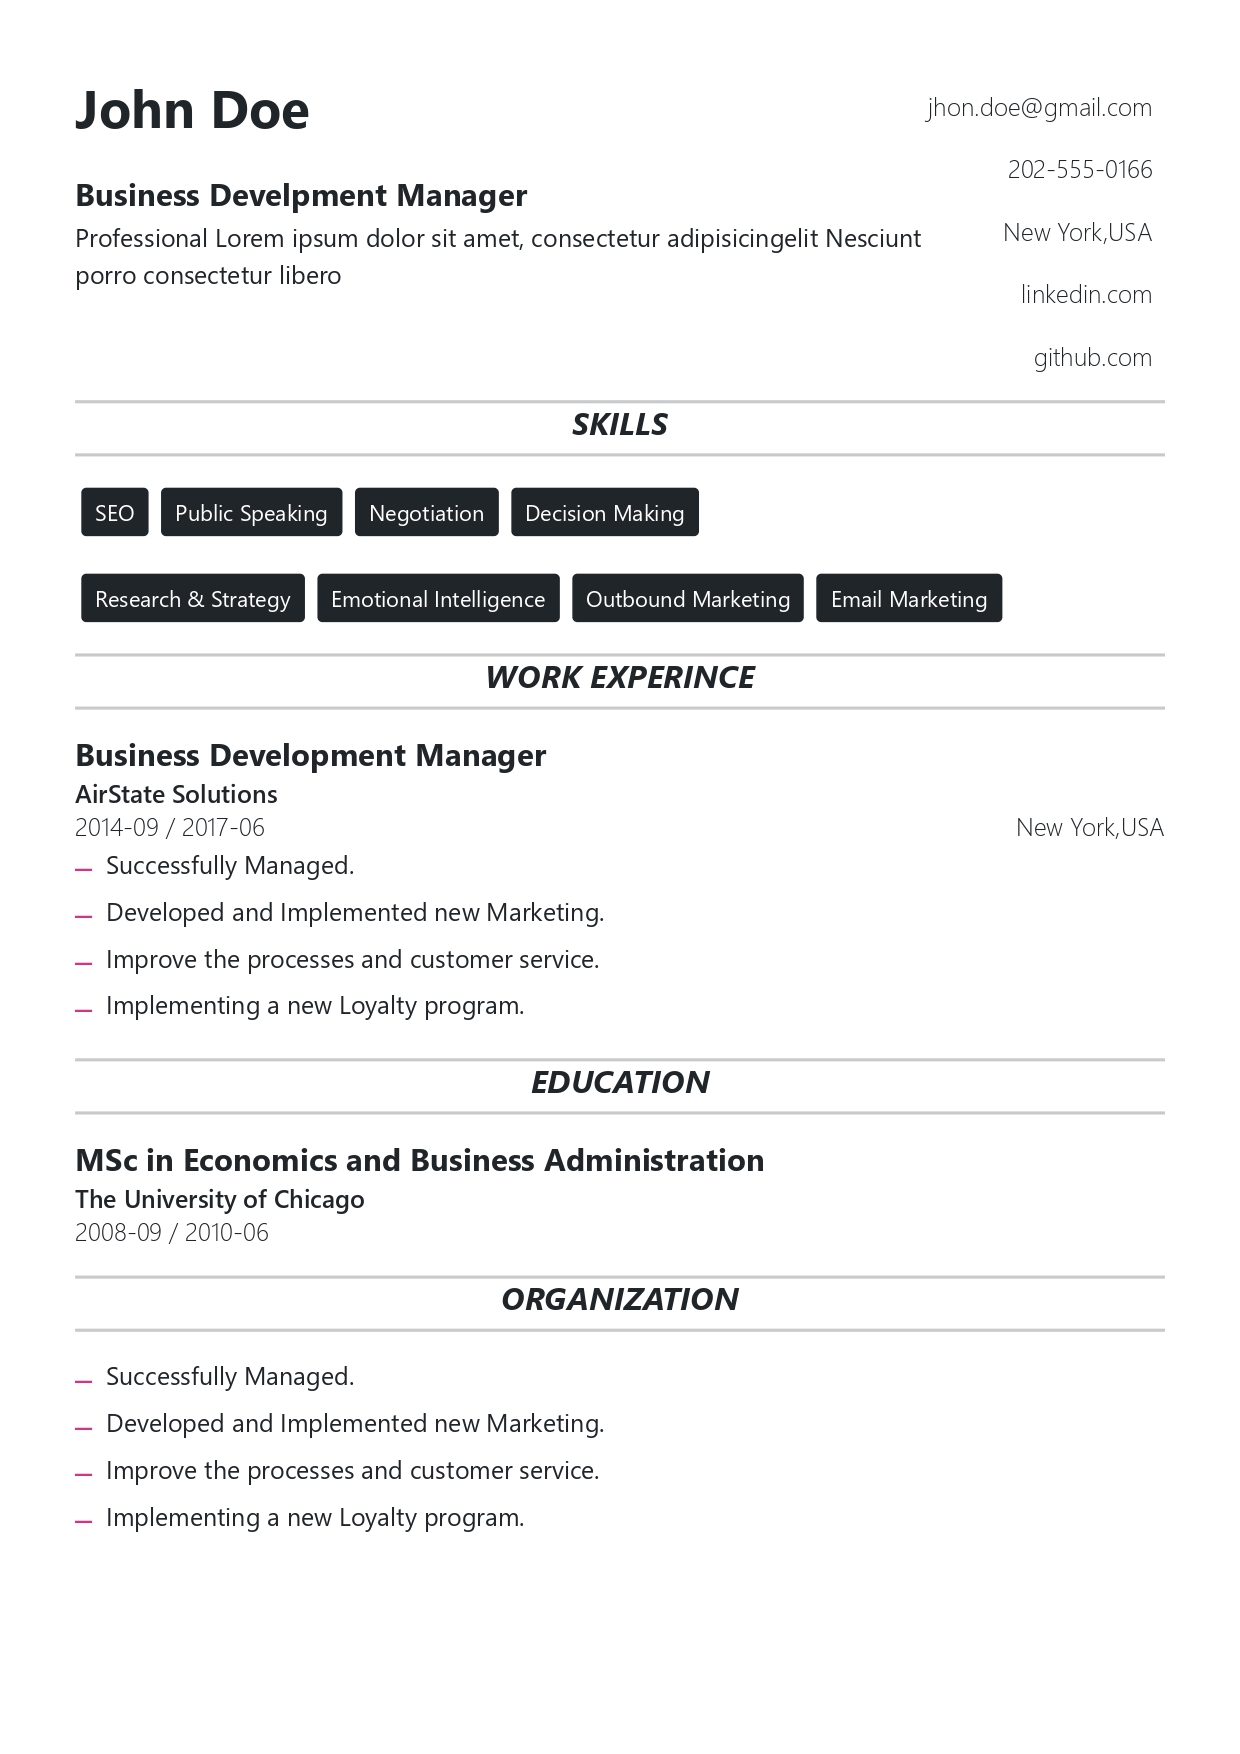 John Doe
jhon.doe@gmail.com
202-555-0166
Business Develpment Manager
Professional Lorem ipsum dolor sit amet, consectetur adipisicingelit Nesciunt
porro consectetur libero
New York,USA
linkedin.com
github.com
SKILLS
SEO Public Speaking Negotiation Decision Making
Research & Strategy Emotional Intelligence Outbound Marketing Email Marketing
WORK EXPERINCE
Business Development Manager
AirState Solutions
2014-09 / 2017-06 New York,USA
— Successfully Managed.
— Developed and Implemented new Marketing.
— Improve the processes and customer service.
— Implementing a new Loyalty program.
EDUCATION
MSc in Economics and Business Administration
The University of Chicago
2008-09 / 2010-06
ORGANIZATION
— Successfully Managed.
— Developed and Implemented new Marketing.
— Improve the processes and customer service.
— Implementing a new Loyalty program.